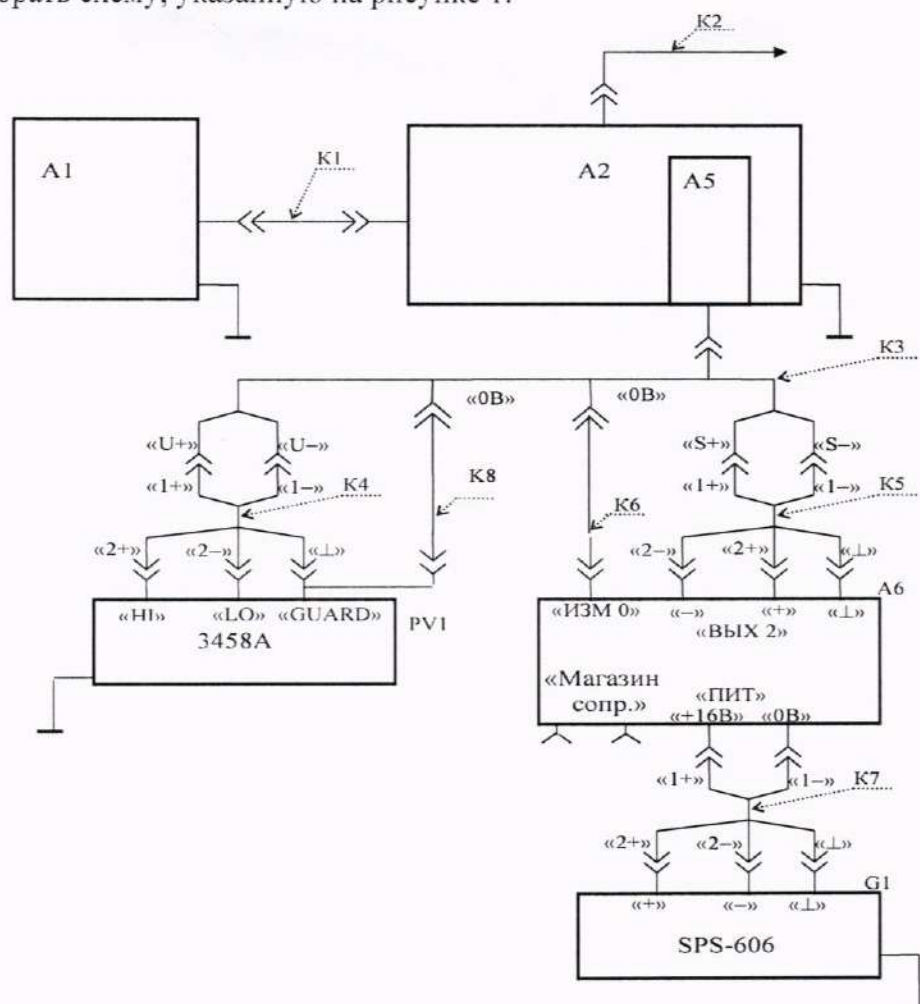 брать схему, указанную на рисунке 1.
К2
А1
К1
А2
А5
К3
«0В»
«0В»
«U+»
«U−»
«S+»
«S−»
«1+»
«1−»
К4
К8
К6
«1+»
«1−»
К5
«2+»
«2−»
«⊥»
«2−»
«2+»
«⊥»
А6
«HI»
«LO»
«GUARD»
PV1
3458А
«ИЗМ 0»
«−»
«+»
«⊥»
«ВЫХ 2»
«Магазин
сопр.»
«ПИТ»
«+16В»
«0В»
«1+»
«1−»
К7
«2+»
«2−»
«⊥»
G1
«+»
«−»
«⊥»
SPS-606